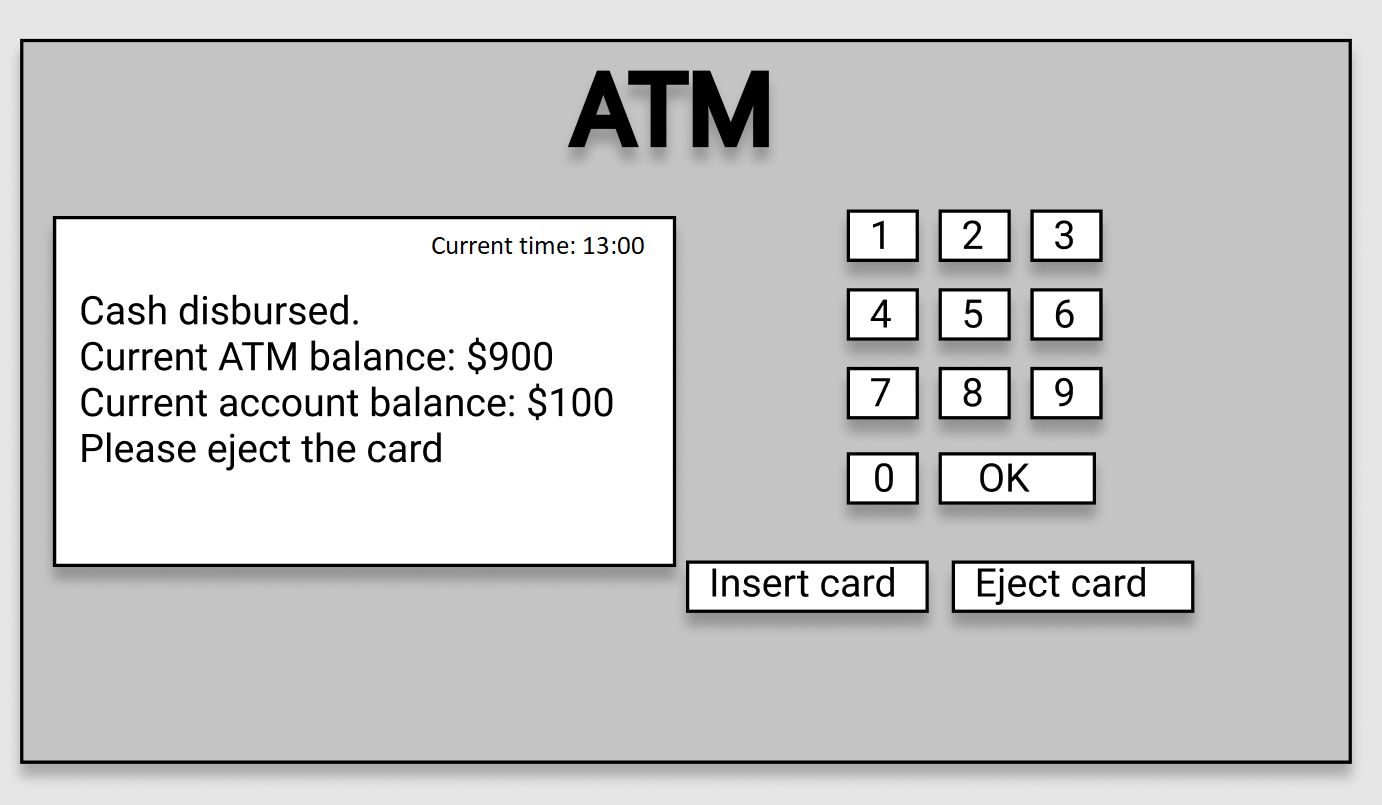 ATM
Current time: 13:00
Cash disbursed.
Current ATM balance: $900
Current account balance: $100
Please eject the card
1 2 3
4 5 6
7 8 9
0 OK
Insert card Eject card